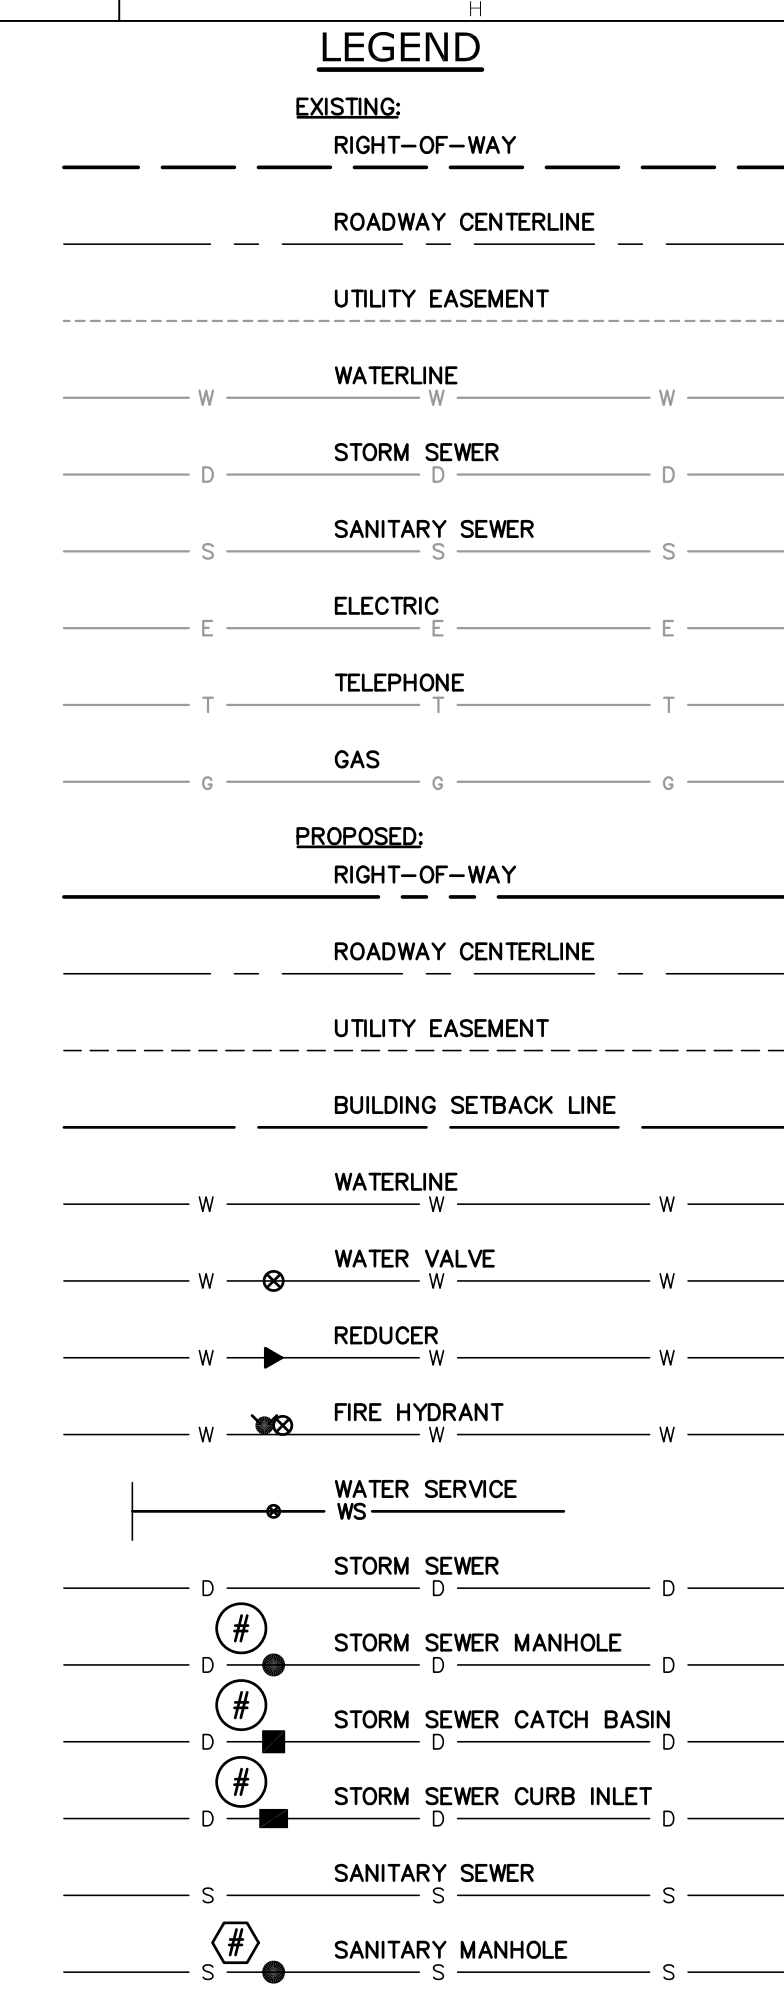 H
LEGEND
EXISTING:
RIGHT-OF-WAY
ROADWAY CENTERLINE
UTILITY EASEMENT
WATERLINE
W W W
STORM SEWER
D D D
SANITARY SEWER
S S S
ELECTRIC
E E E
TELEPHONE
T T T
GAS
G G G
PROPOSED:
RIGHT-OF-WAY
ROADWAY CENTERLINE
UTILITY EASEMENT
BUILDING SETBACK LINE
WATERLINE
W W W
WATER VALVE
W W W
REDUCER
W W W
FIRE HYDRANT
W W W
WATER SERVICE
WS
STORM SEWER
D D D
#
STORM SEWER MANHOLE
D D D
#
STORM SEWER CATCH BASIN
D D D
#
STORM SEWER CURB INLET
D D D
SANITARY SEWER
S S S
#
SANITARY MANHOLE
S S S